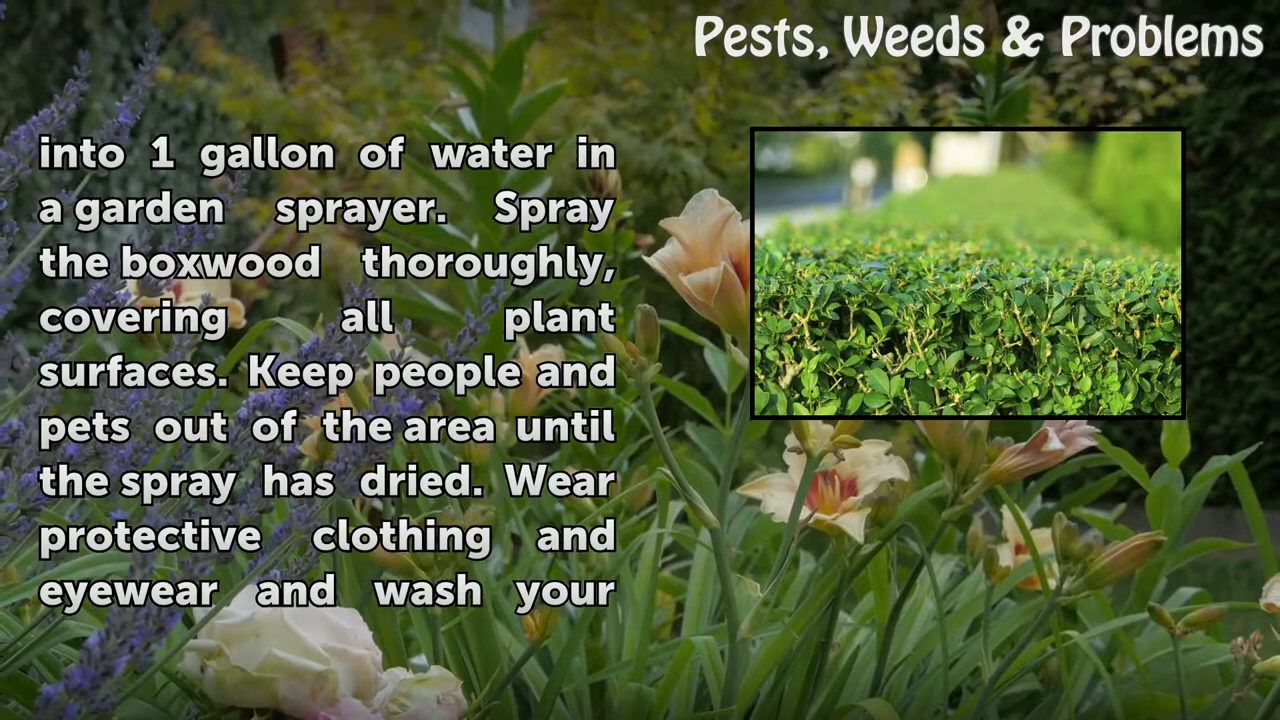 Pests, Weeds & Problems
into 1 gallon of water in
a garden sprayer. Spray
the boxwood thoroughly,
covering all plant
surfaces. Keep people and
pets out of the area until
the spray has dried. Wear
protective clothing and
eyewear and wash your